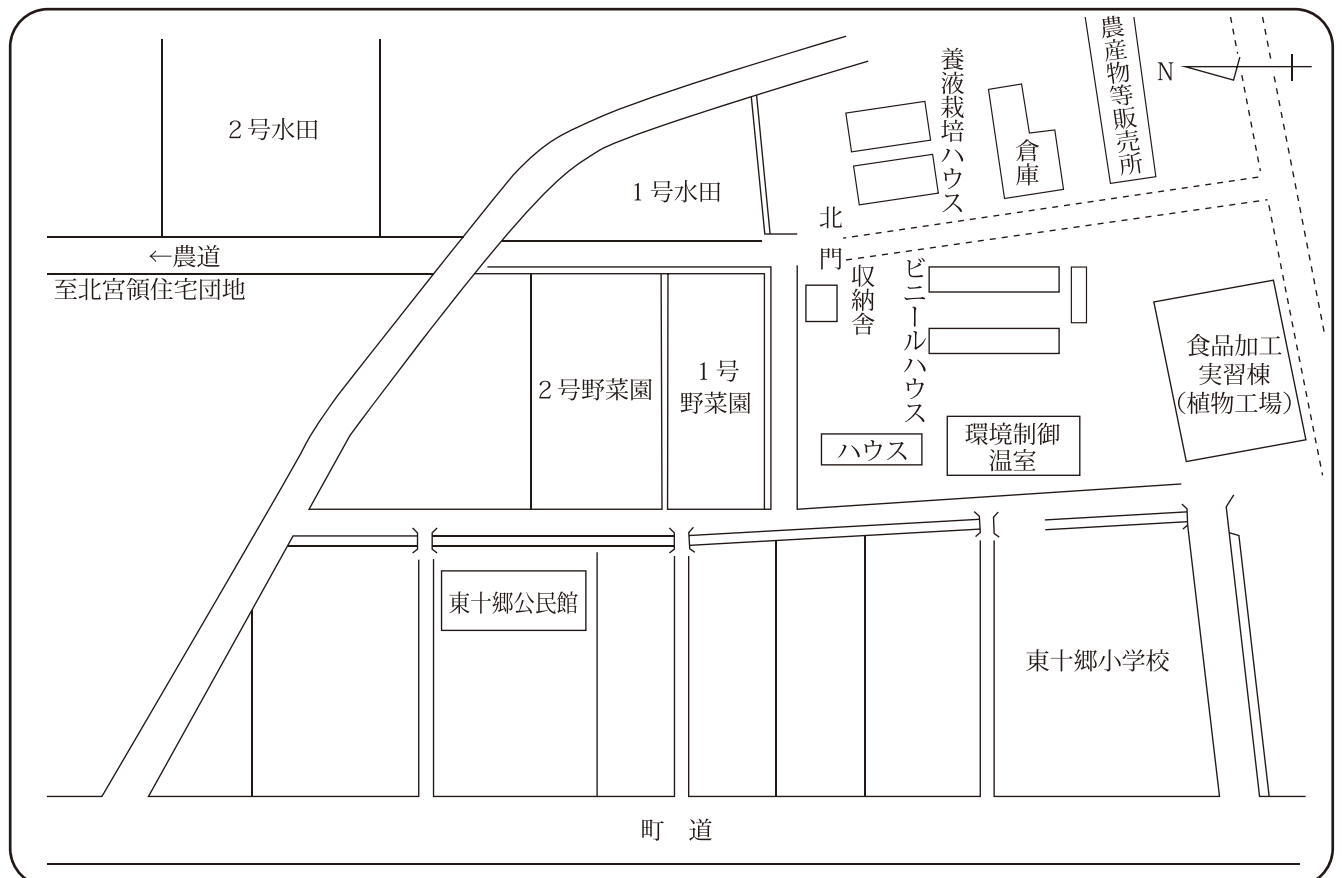 農産物等販売所
養液栽培ハウス
N
2号水田
倉庫
1号水田
北門
←農道
至北宮領住宅団地
収納舎
ビニールハウス
食品加工
実習棟
(植物工場)
2号野菜園
1号
野菜園
ハウス
環境制御
温室
東十郷公民館
東十郷小学校
町 道